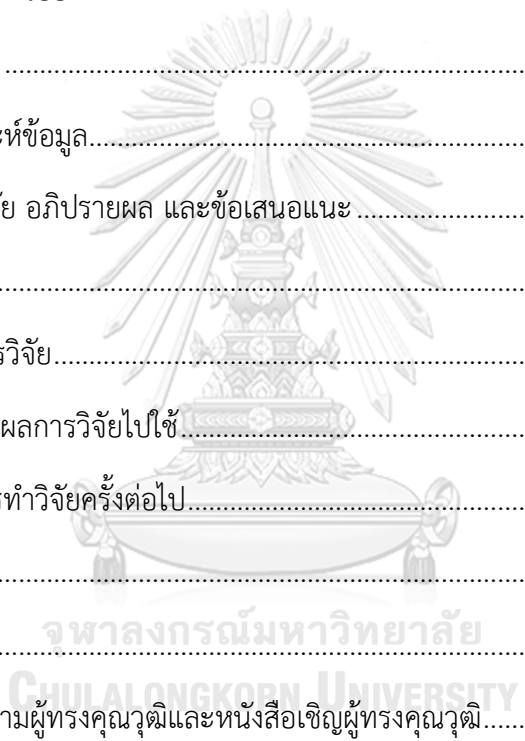 ะห์ข้อมูล................................................
ัย อภิปรายผล และข้อเสนอแนะ....................
รวิจัย................................................
ผลการวิจัยไปใช้................................................
รทำวิจัยครั้งต่อไป................................................
จุฬาลงกรณ์มหาวิทยาลัย
CHULALONGKORN UNIVERSITY
ามผู้ทรงคุณวุฒิและหนังสือเชิญผู้ทรงคุณวุฒิ......